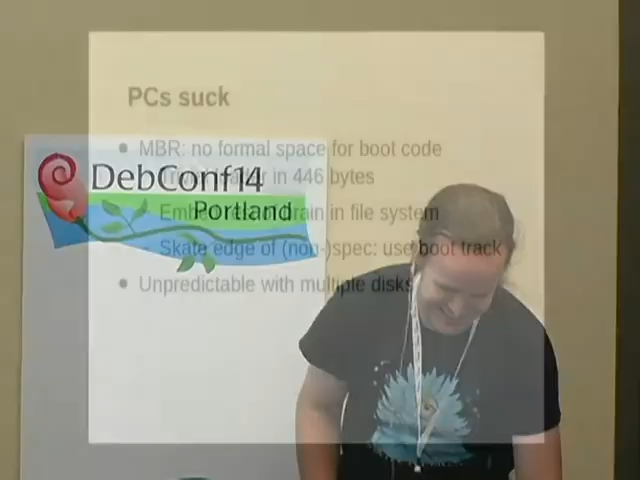 PCs suck
MBR: no formal space for boot code
DebConf14
in 446 bytes
Portland
in file system
Skate edge of (non-)spec: use boot track
Unpredictable with multiple disks